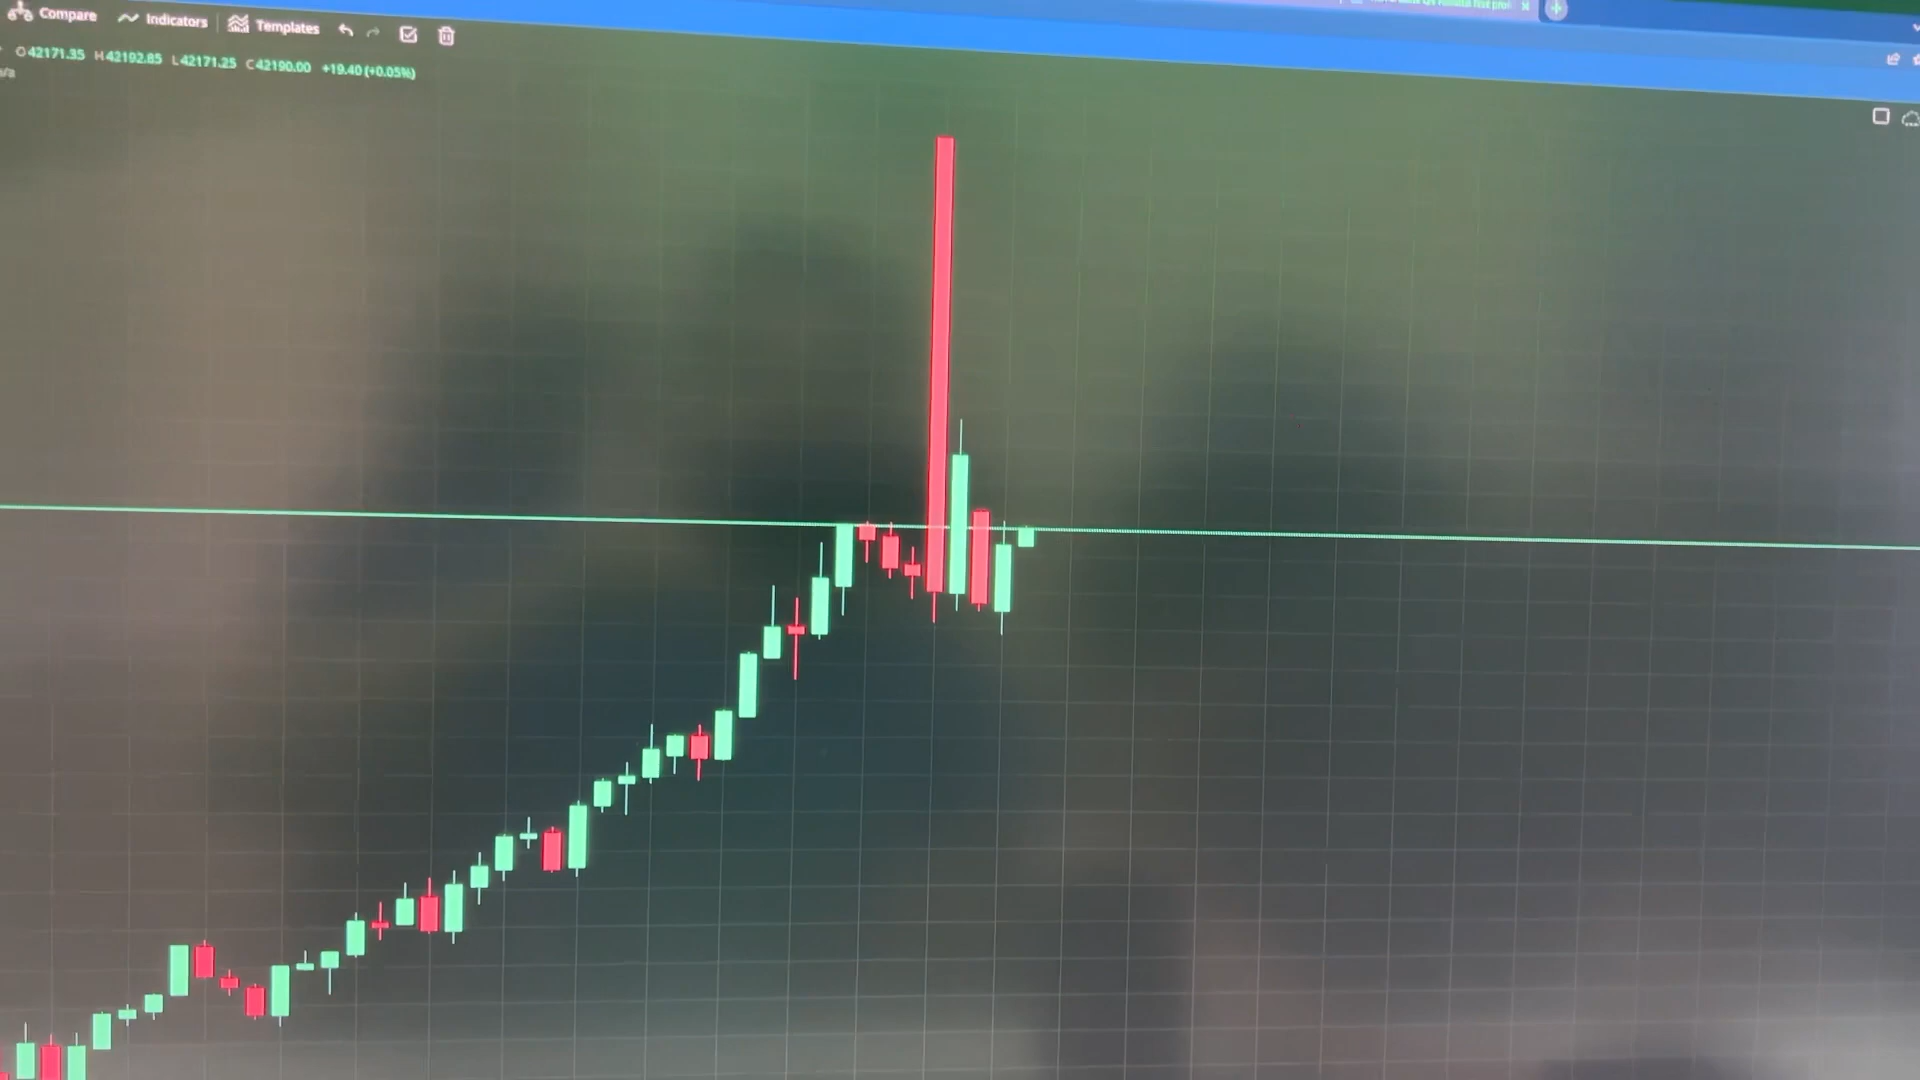 Compare Indicators Templates
O42171.35 H42192.85 L42171.25 C42190.00 +19.40 (+0.05%)
n/a